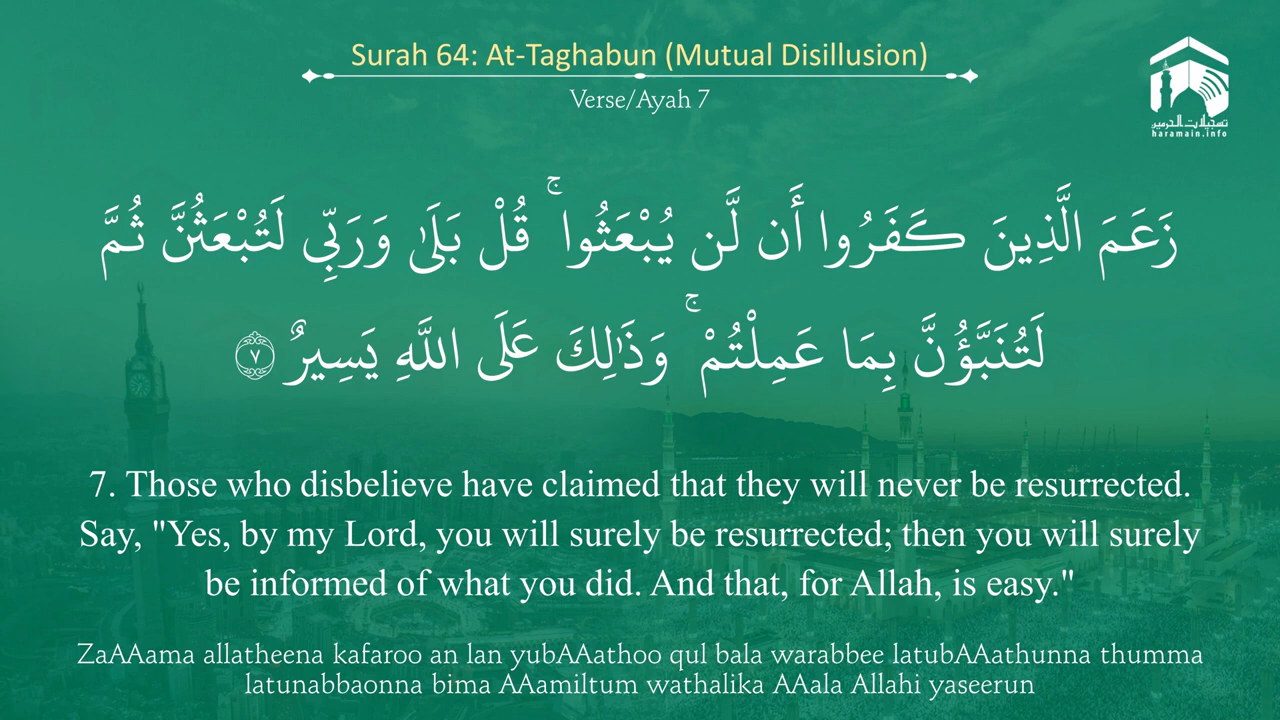 Surah 64: At-Taghabun (Mutual Disillusion)
Verse/Ayah 7
تسجيلات الحرمين
haramain.info
زَعَمَ الَّذِينَ كَفَرُوا أَن لَّن يُبْعَثُوا ۚ قُلْ بَلَىٰ وَرَبِّي لَتُبْعَثُنَّ ثُمَّ
لَتُنَبَّؤُنَّ بِمَا عَمِلْتُمْ ۚ وَذَٰلِكَ عَلَى اللَّهِ يَسِيرٌ ٧
7. Those who disbelieve have claimed that they will never be resurrected.
Say, "Yes, by my Lord, you will surely be resurrected; then you will surely
be informed of what you did. And that, for Allah, is easy."
ZaAAama allatheena kafaroo an lan yubAAathoo qul bala warabbee latubAAathunna thumma
latunabbaonna bima AAamiltum wathalika AAala Allahi yaseerun